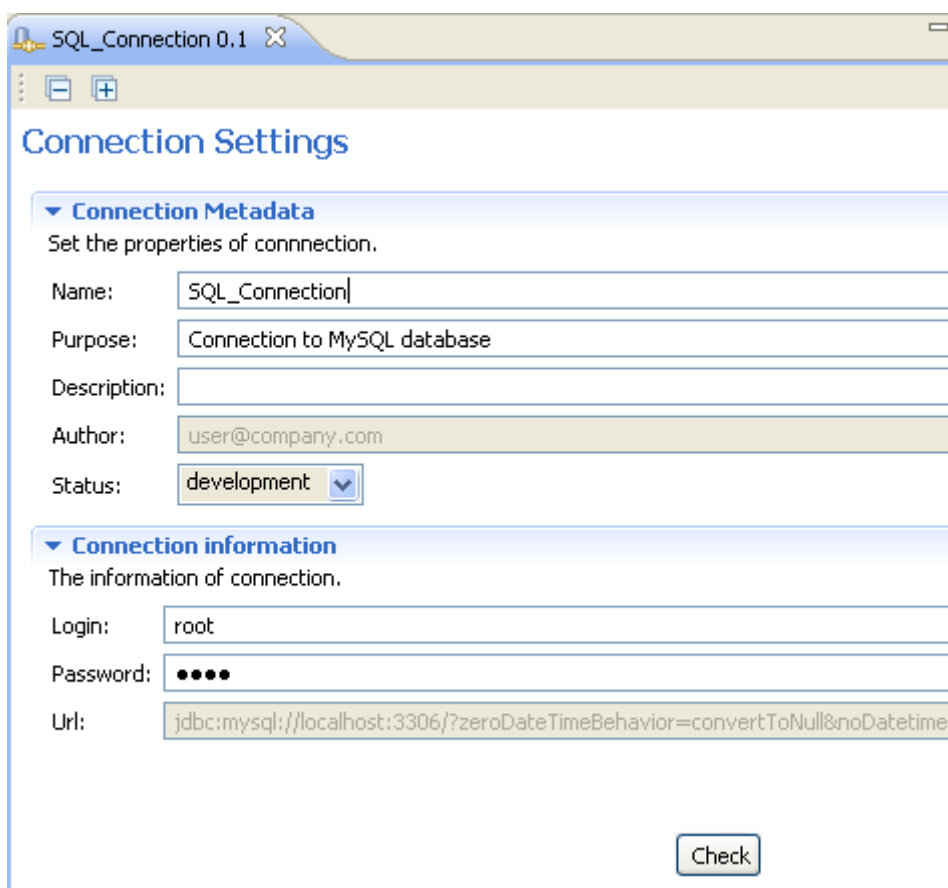 SQL_Connection 0.1
Connection Settings
Connection Metadata
Set the properties of connnection.
Name: SQL_Connection
Purpose: Connection to MySQL database
Description:
Author: user@company.com
Status: development
Connection information
The information of connection.
Login: root
Password: ●●●●
Url: jdbc:mysql://localhost:3306/?zeroDateTimeBehavior=convertToNull&noDatetime
Check